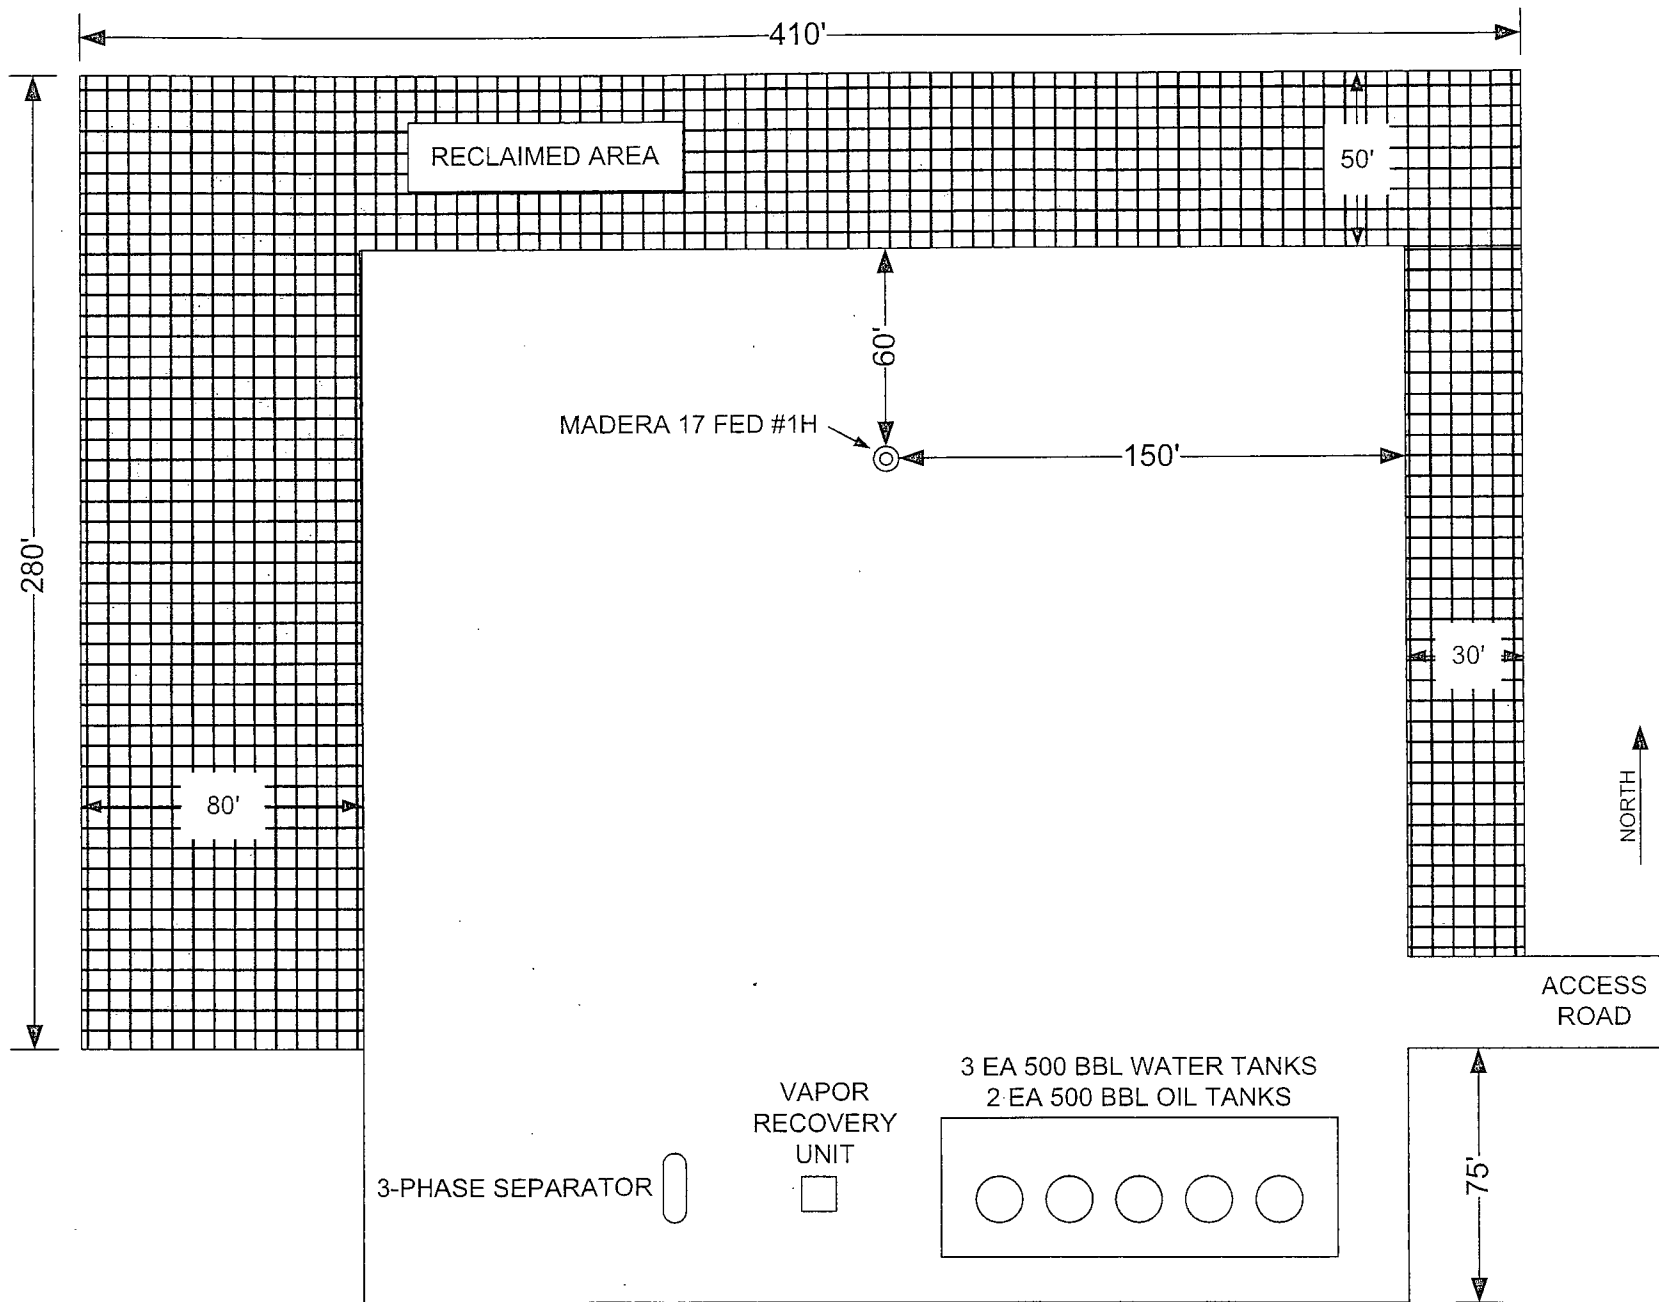 410'
RECLAIMED AREA
50'
60'
MADERA 17 FED #1H
150'
280'
30'
80'
NORTH
ACCESS
ROAD
3 EA 500 BBL WATER TANKS
2 EA 500 BBL OIL TANKS
VAPOR
RECOVERY
UNIT
3-PHASE SEPARATOR
75'